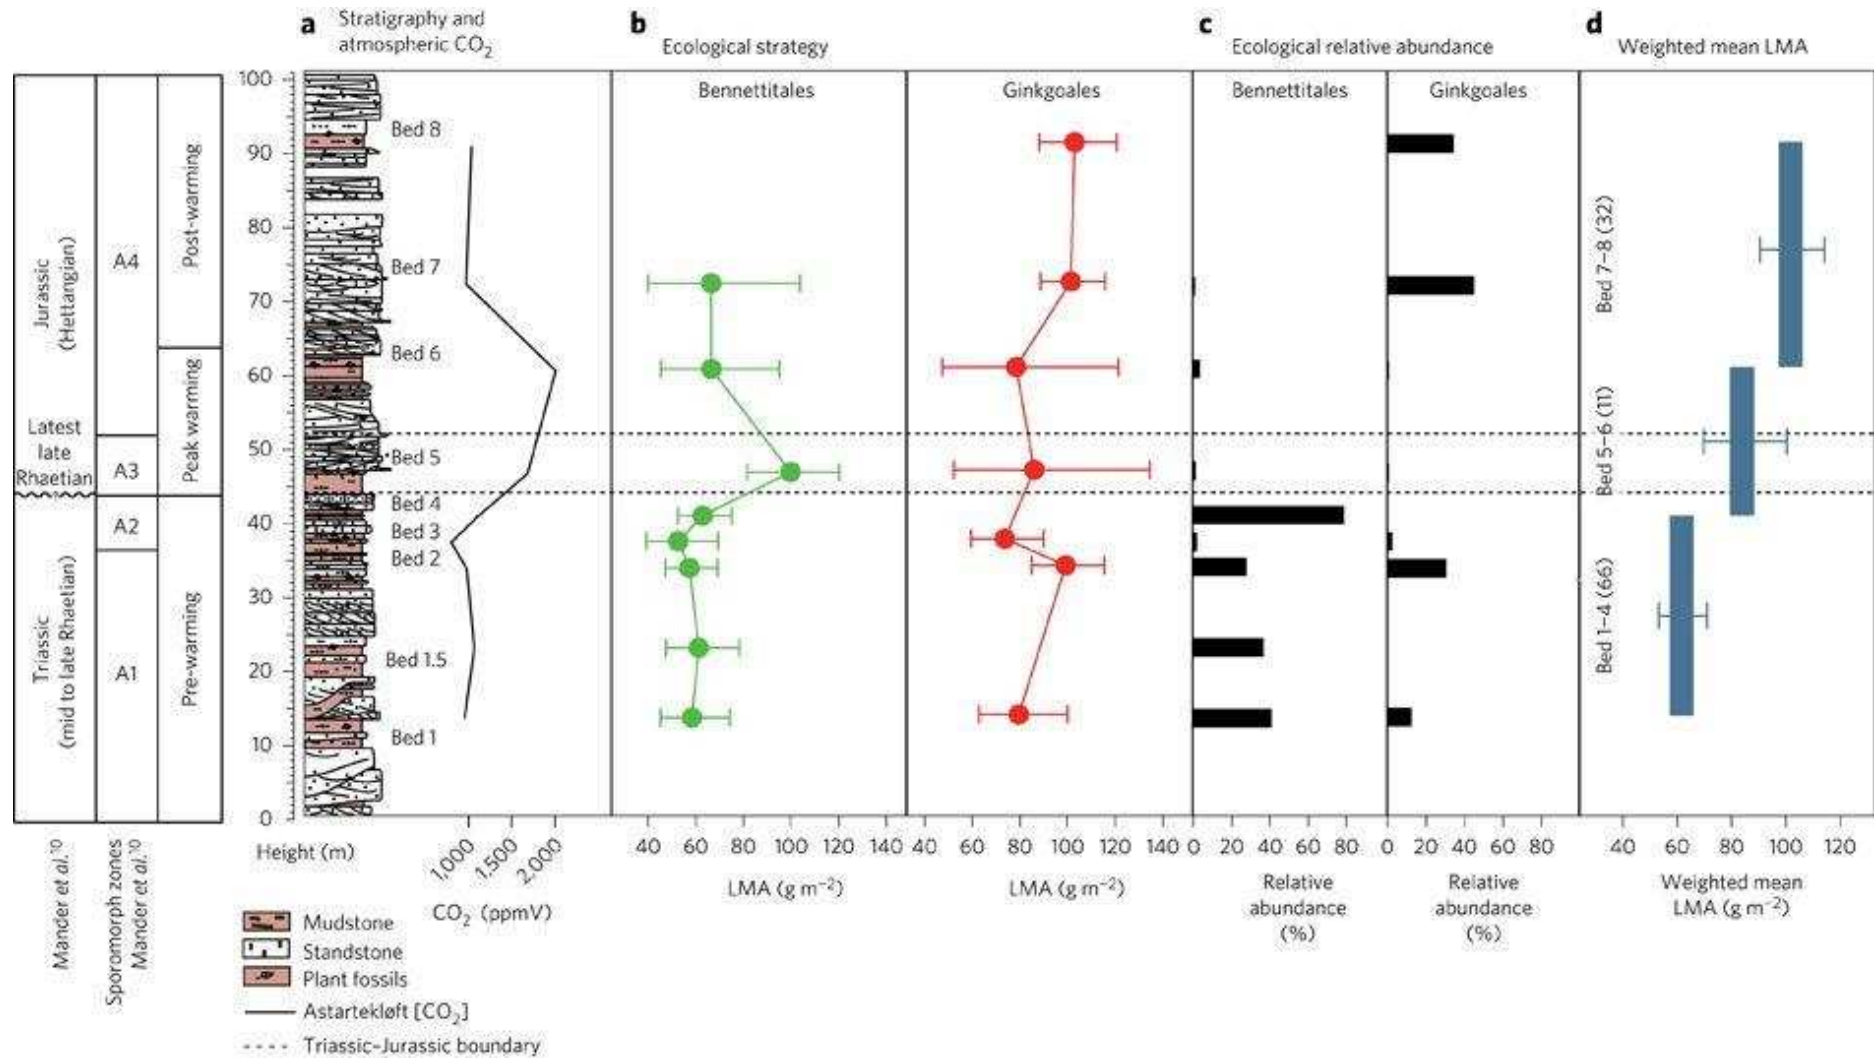 a Stratigraphy and
atmospheric CO₂
b Ecological strategy
c Ecological relative abundance
d Weighted mean LMA
Bennettitales
Ginkgoales
Bennettitales
Ginkgoales
Jurassic
(Hettangian)
Latest
late
Rhaetian
Triassic
(mid to late Rhaetian)
A4
A3
A2
A1
Post-warming
Peak warming
Pre-warming
100
90
80
70
60
50
40
30
20
10
0
Bed 8
Bed 7
Bed 6
Bed 5
Bed 4
Bed 3
Bed 2
Bed 1.5
Bed 1
Bed 7–8 (32)
Bed 5–6 (11)
Bed 1–4 (66)
Height (m)
1,000 1,500 2,000
CO₂ (ppmV)
40 60 80 100 120 140
LMA (g m⁻²)
40 60 80 100 120 140
LMA (g m⁻²)
0 20 40 60 80
Relative
abundance
(%)
0 20 40 60 80
Relative
abundance
(%)
40 60 80 100 120
Weighted mean
LMA (g m⁻²)
Mander et al.¹⁰
Sporomorph zones
Mander et al.¹⁰
Mudstone
Standstone
Plant fossils
Astartekløft [CO₂]
Triassic–Jurassic boundary